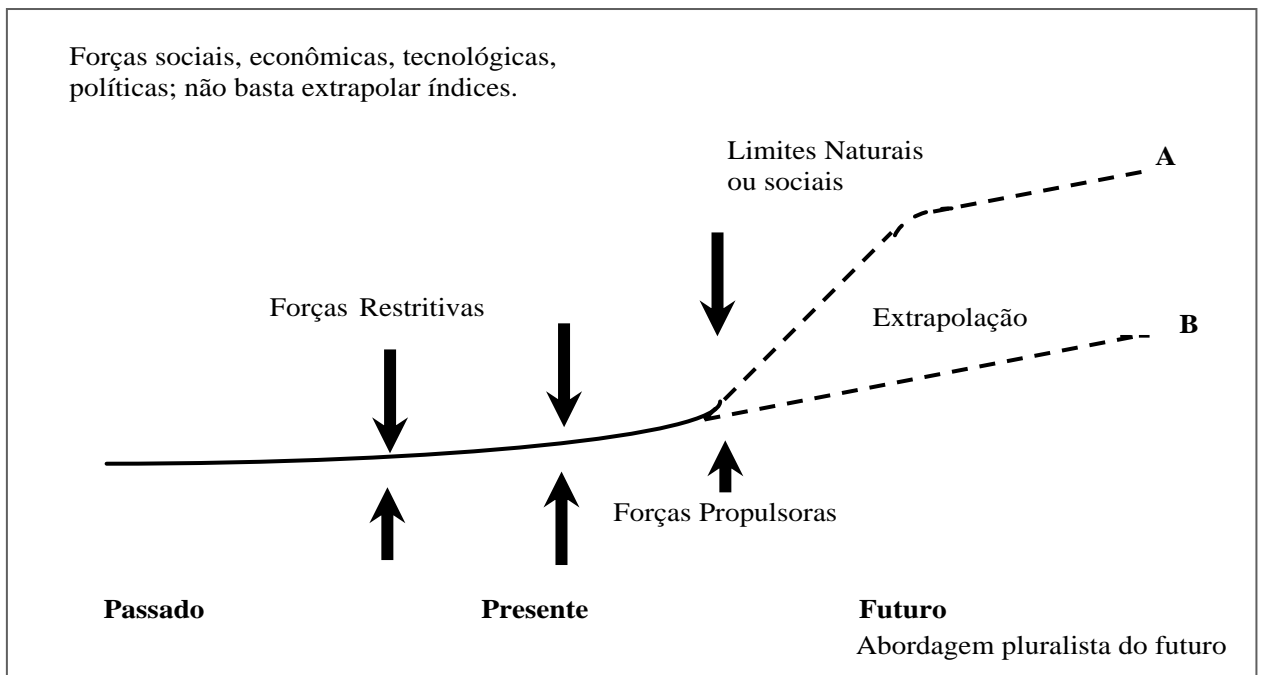 Forças sociais, econômicas, tecnológicas,
políticas; não basta extrapolar índices.
Limites Naturais
ou sociais
A
Forças Restritivas
Extrapolação
B
Forças Propulsoras
Passado
Presente
Futuro
Abordagem pluralista do futuro